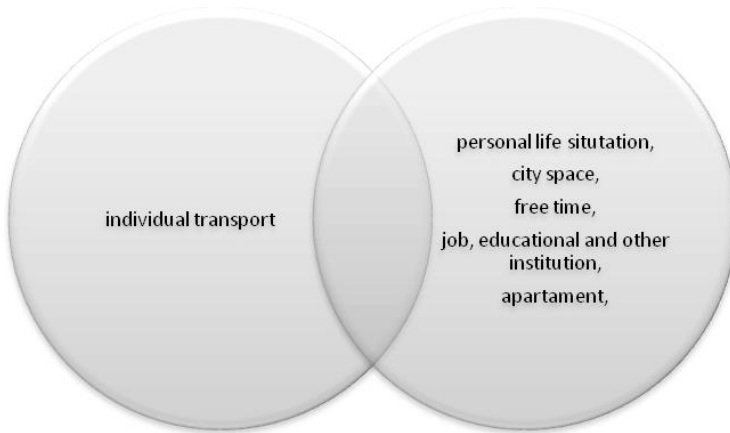 individual transport
personal life situtation,
city space,
free time,
job, educational and other
institution,
apartament,